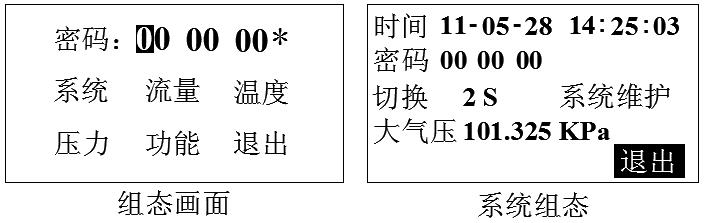 密码：00 00 00*
系统 流量 温度
压力 功能 退出
组态画面
时间 11-05-28 14:25:03
密码 00 00 00
切换 2 S 系统维护
大气压 101.325 KPa
退出
系统组态